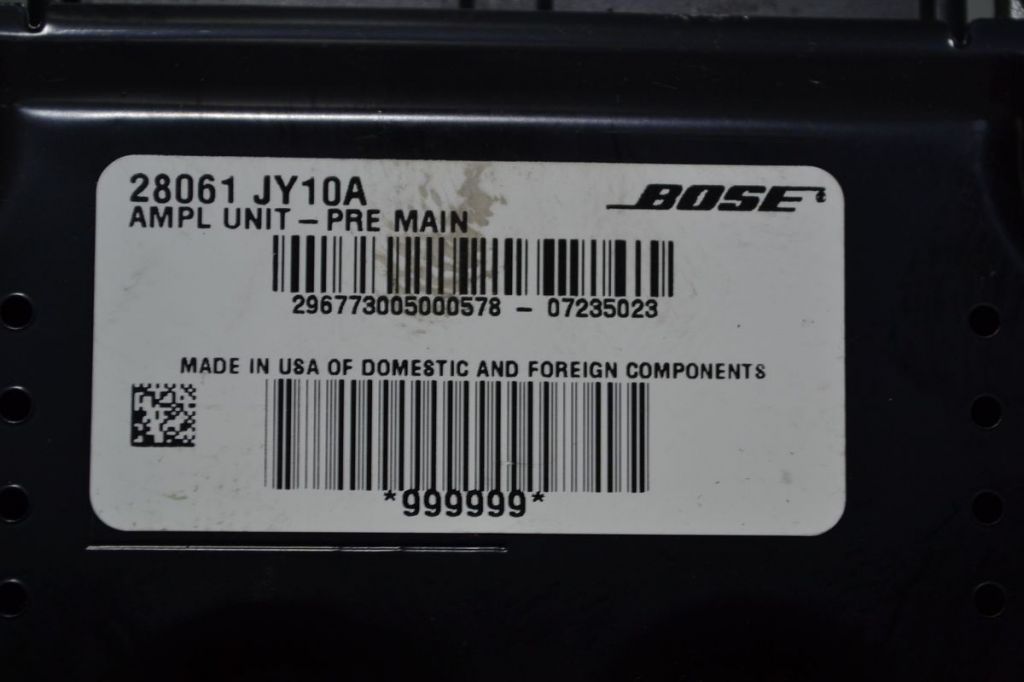 28061 JY10A
BOSE
AMPL UNIT – PRE MAIN
296773005000578 – 07235023
MADE IN USA OF DOMESTIC AND FOREIGN COMPONENTS
*999999*